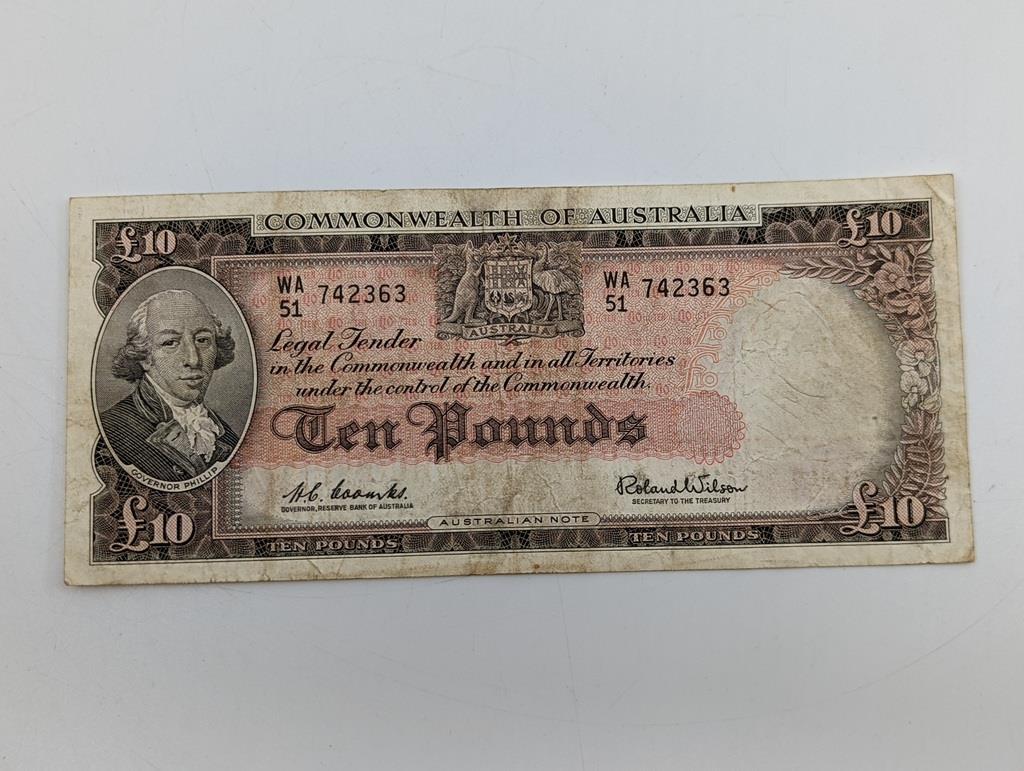 COMMONWEALTH OF AUSTRALIA
£10 £10
WA 51 742363 WA 51 742363
AUSTRALIA
Legal Tender
in the Commonwealth and in all Territories
under the control of the Commonwealth.
Ten Pounds
GOVERNOR PHILLIP
H.C. Coombs. Roland Wilson
GOVERNOR, RESERVE BANK OF AUSTRALIA SECRETARY TO THE TREASURY
AUSTRALIAN NOTE
£10 £10
TEN POUNDS TEN POUNDS